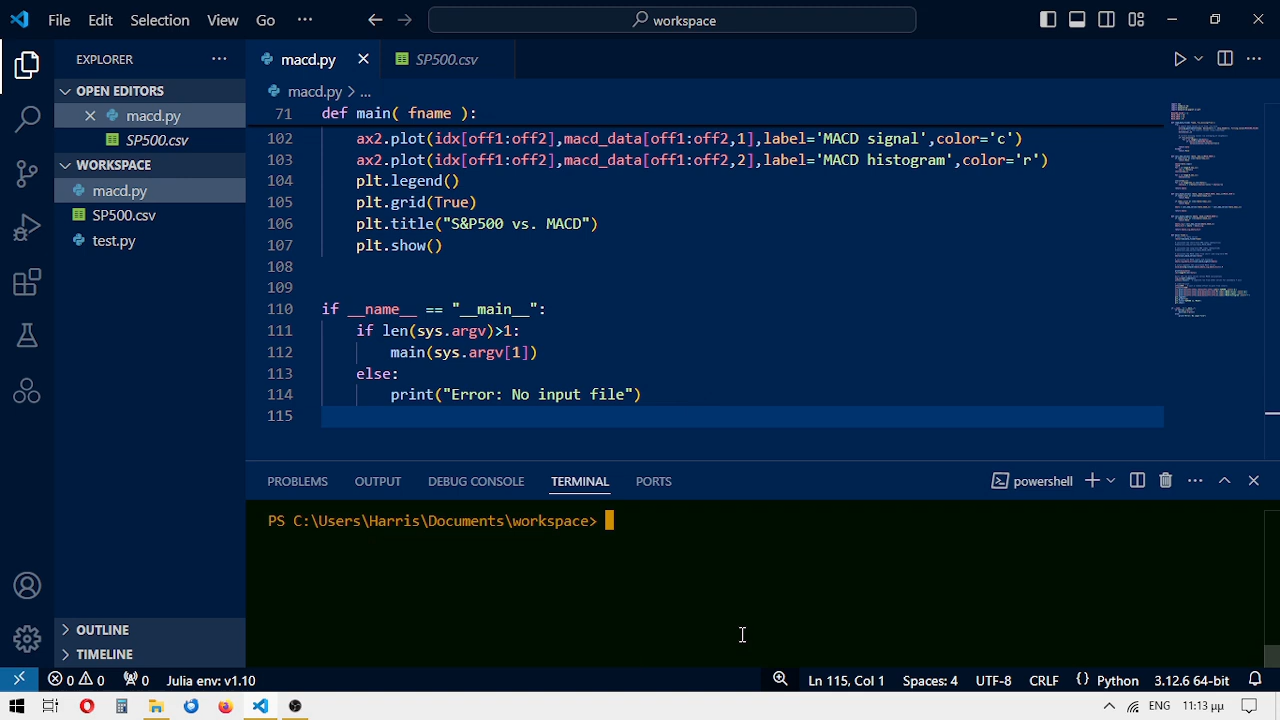 File Edit Selection View Go ··· workspace
EXPLORER ···
OPEN EDITORS
macd.py
SP500.csv
WORKSPACE
macd.py
SP500.csv
test.py
OUTLINE
TIMELINE
macd.py SP500.csv
macd.py > ...
71 def main( fname ):
102 ax2.plot(idx[off1:off2],macd_data[off1:off2,1],label='MACD signal',color='c')
103 ax2.plot(idx[off1:off2],macd_data[off1:off2,2],label='MACD histogram',color='r')
104 plt.legend()
105 plt.grid(True)
106 plt.title("S&P500 vs. MACD")
107 plt.show()
108
109
110 if __name__ == "__main__":
111 if len(sys.argv)>1:
112 main(sys.argv[1])
113 else:
114 print("Error: No input file")
115
PROBLEMS OUTPUT DEBUG CONSOLE TERMINAL PORTS powershell
PS C:\Users\Harris\Documents\workspace>
0 0 0 Julia env: v1.10 Ln 115, Col 1 Spaces: 4 UTF-8 CRLF {} Python 3.12.6 64-bit
ENG 11:13 μμ